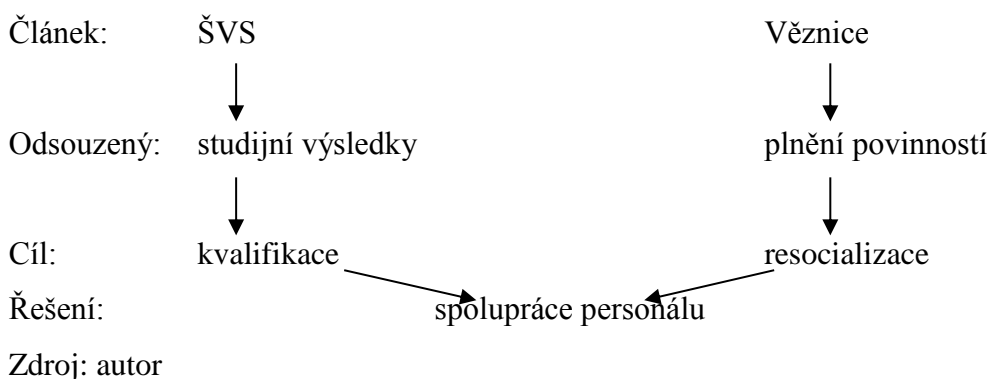 Článek: ŠVS Věznice
Odsouzený: studijní výsledky plnění povinností
Cíl: kvalifikace resocializace
Řešení: spolupráce personálu
Zdroj: autor